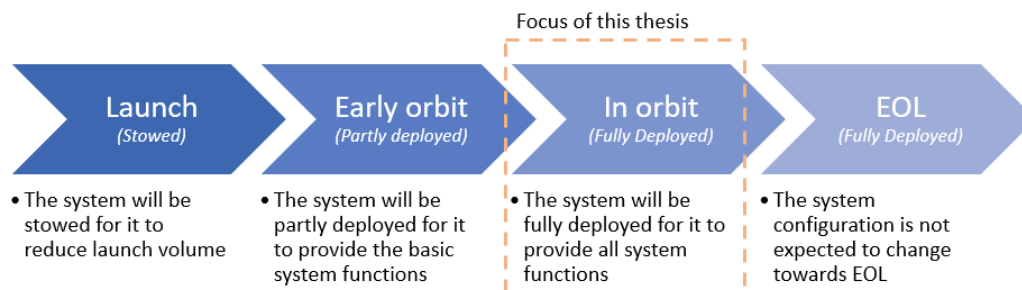 Focus of this thesis
Launch
(Stowed)
Early orbit
(Partly deployed)
In orbit
(Fully Deployed)
EOL
(Fully Deployed)
• The system will be
stowed for it to
reduce launch volume
• The system will be
partly deployed for it
to provide the basic
system functions
• The system will be
fully deployed for it to
provide all system
functions
• The system
configuration is not
expected to change
towards EOL